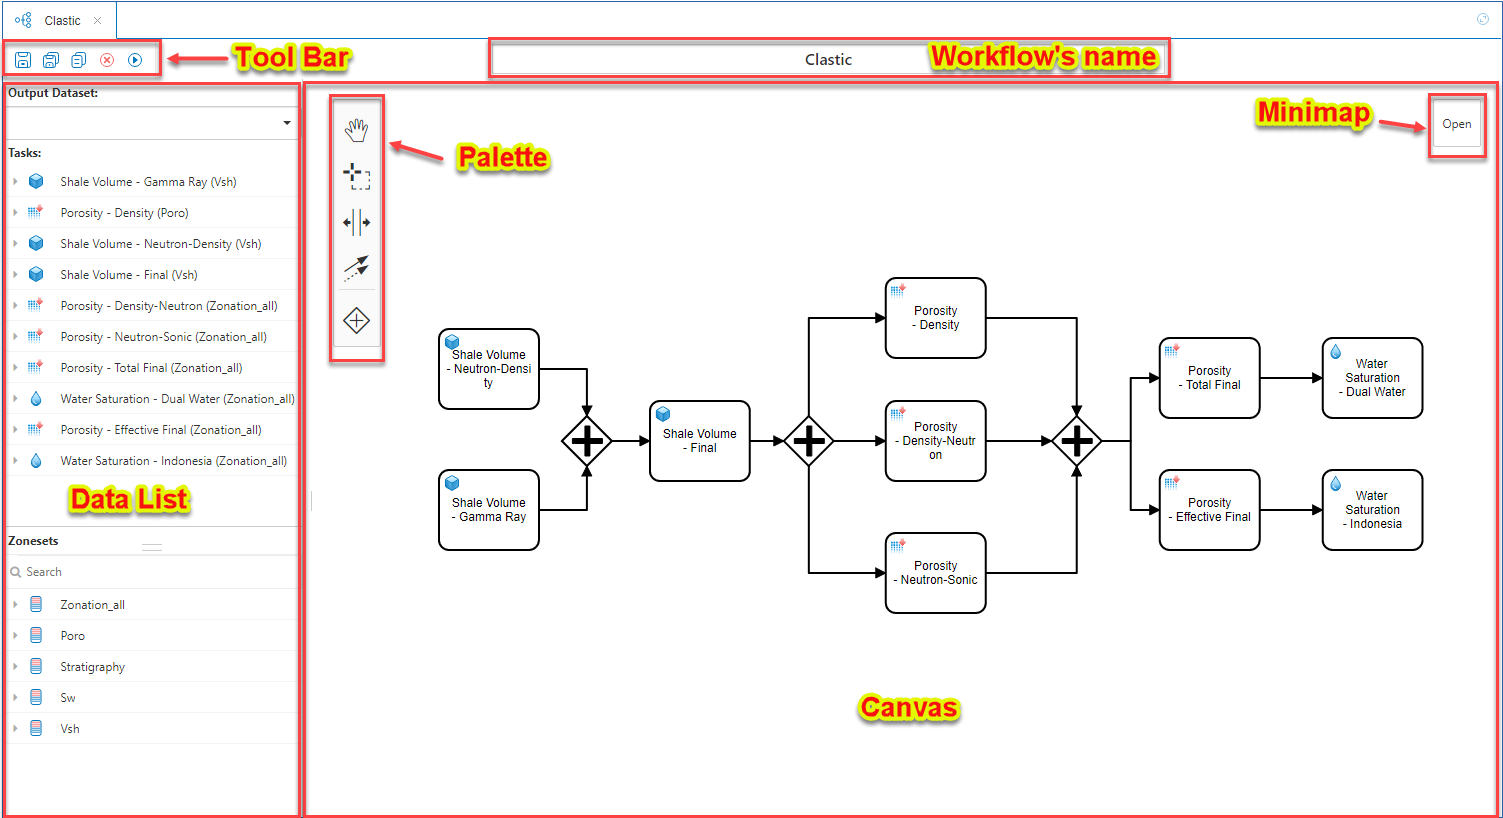 Clastic
Tool Bar
Clastic
Workflow's name
Output Dataset:
Minimap
Open
Palette
Tasks:
Shale Volume - Gamma Ray (Vsh)
Porosity - Density (Poro)
Shale Volume - Neutron-Density (Vsh)
Shale Volume - Final (Vsh)
Porosity - Density-Neutron (Zonation_all)
Porosity - Neutron-Sonic (Zonation_all)
Porosity - Total Final (Zonation_all)
Water Saturation - Dual Water (Zonation_all)
Porosity - Effective Final (Zonation_all)
Water Saturation - Indonesia (Zonation_all)
Data List
Zonesets
Search
Zonation_all
Poro
Stratigraphy
Sw
Vsh
Shale Volume
- Neutron-Densi
ty
Shale Volume
- Gamma Ray
Shale Volume
- Final
Porosity
- Density
Porosity
- Density-Neutr
on
Porosity
- Neutron-Sonic
Porosity
- Total Final
Porosity
- Effective Final
Water
Saturation
- Dual Water
Water
Saturation
- Indonesia
Canvas